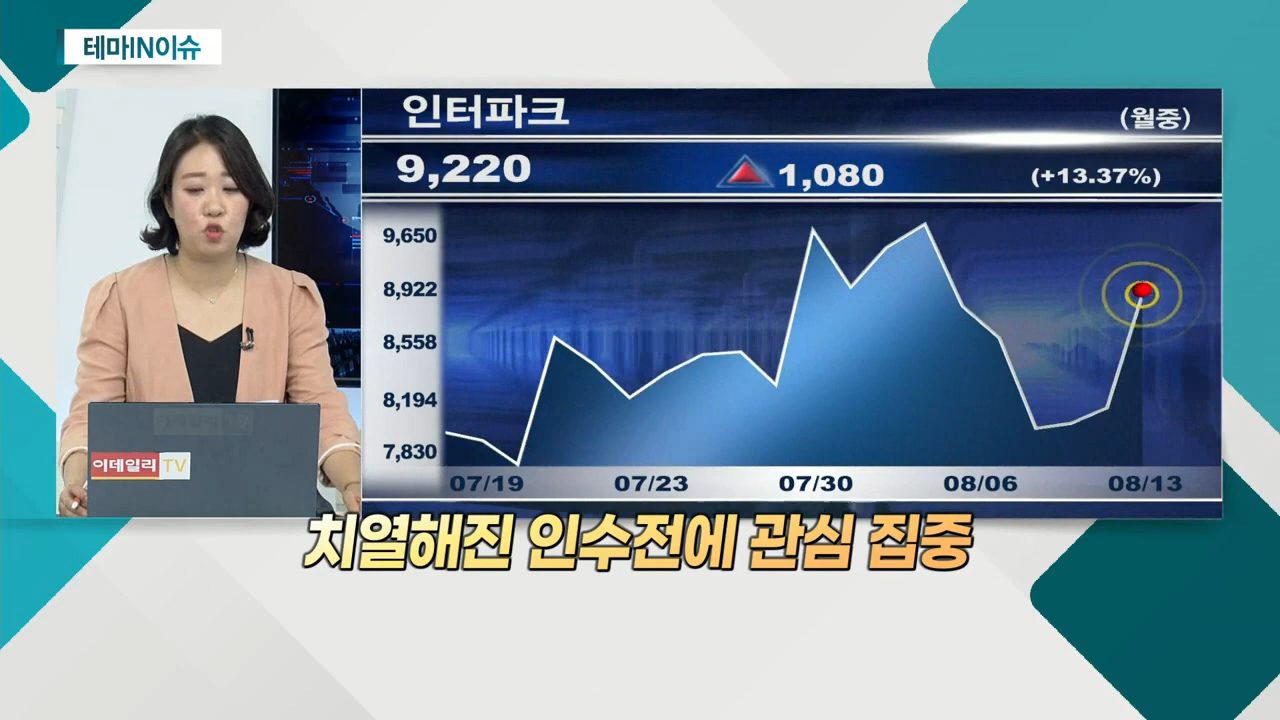 테마IN이슈
인터파크
(월중)
9,220
1,080
(+13.37%)
9,650
8,922
8,558
8,194
7,830
07/19
07/23
07/30
08/06
08/13
이데일리 TV
치열해진 인수전에 관심 집중